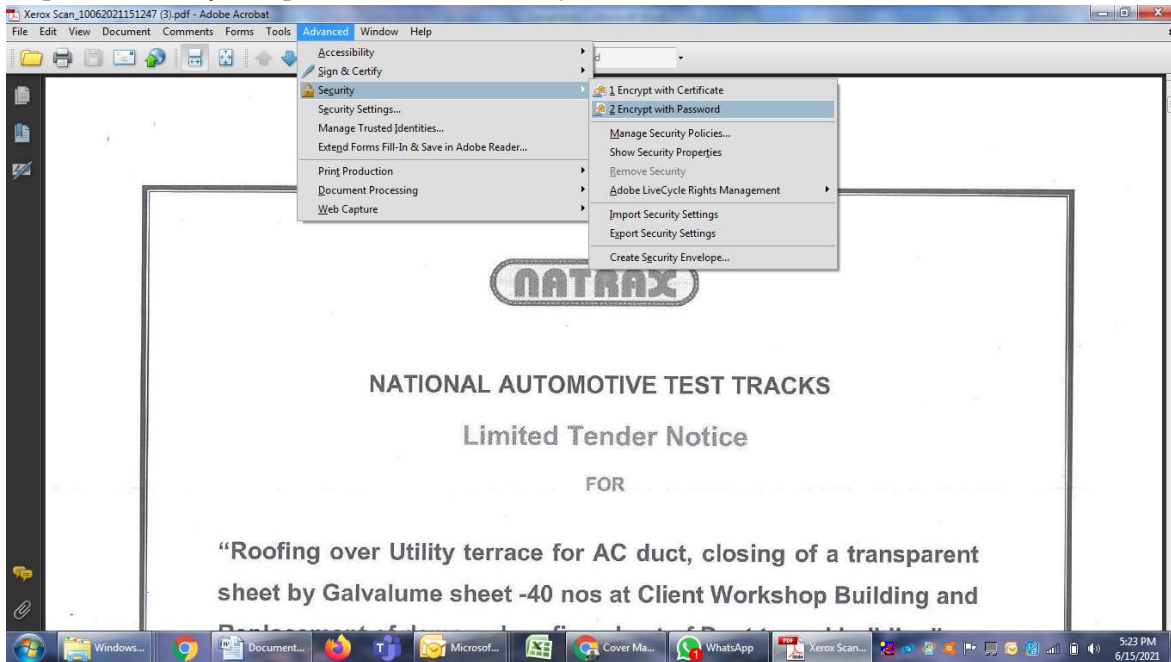 Xerox Scan_10062021151247 (3).pdf - Adobe Acrobat
File Edit View Document Comments Forms Tools Advanced Window Help
Accessibility
Sign & Certify
Security
Security Settings...
Manage Trusted Identities...
Extend Forms Fill-In & Save in Adobe Reader...
Print Production
Document Processing
Web Capture
1 Encrypt with Certificate
2 Encrypt with Password
Manage Security Policies...
Show Security Properties
Remove Security
Adobe LiveCycle Rights Management
Import Security Settings
Export Security Settings
Create Security Envelope...
NATRAX
NATIONAL AUTOMOTIVE TEST TRACKS
Limited Tender Notice
FOR
“Roofing over Utility terrace for AC duct, closing of a transparent
sheet by Galvalume sheet -40 nos at Client Workshop Building and
Windows... Document... Microsof... Cover Ma... WhatsApp Xerox Scan... 5:23 PM
6/15/2021